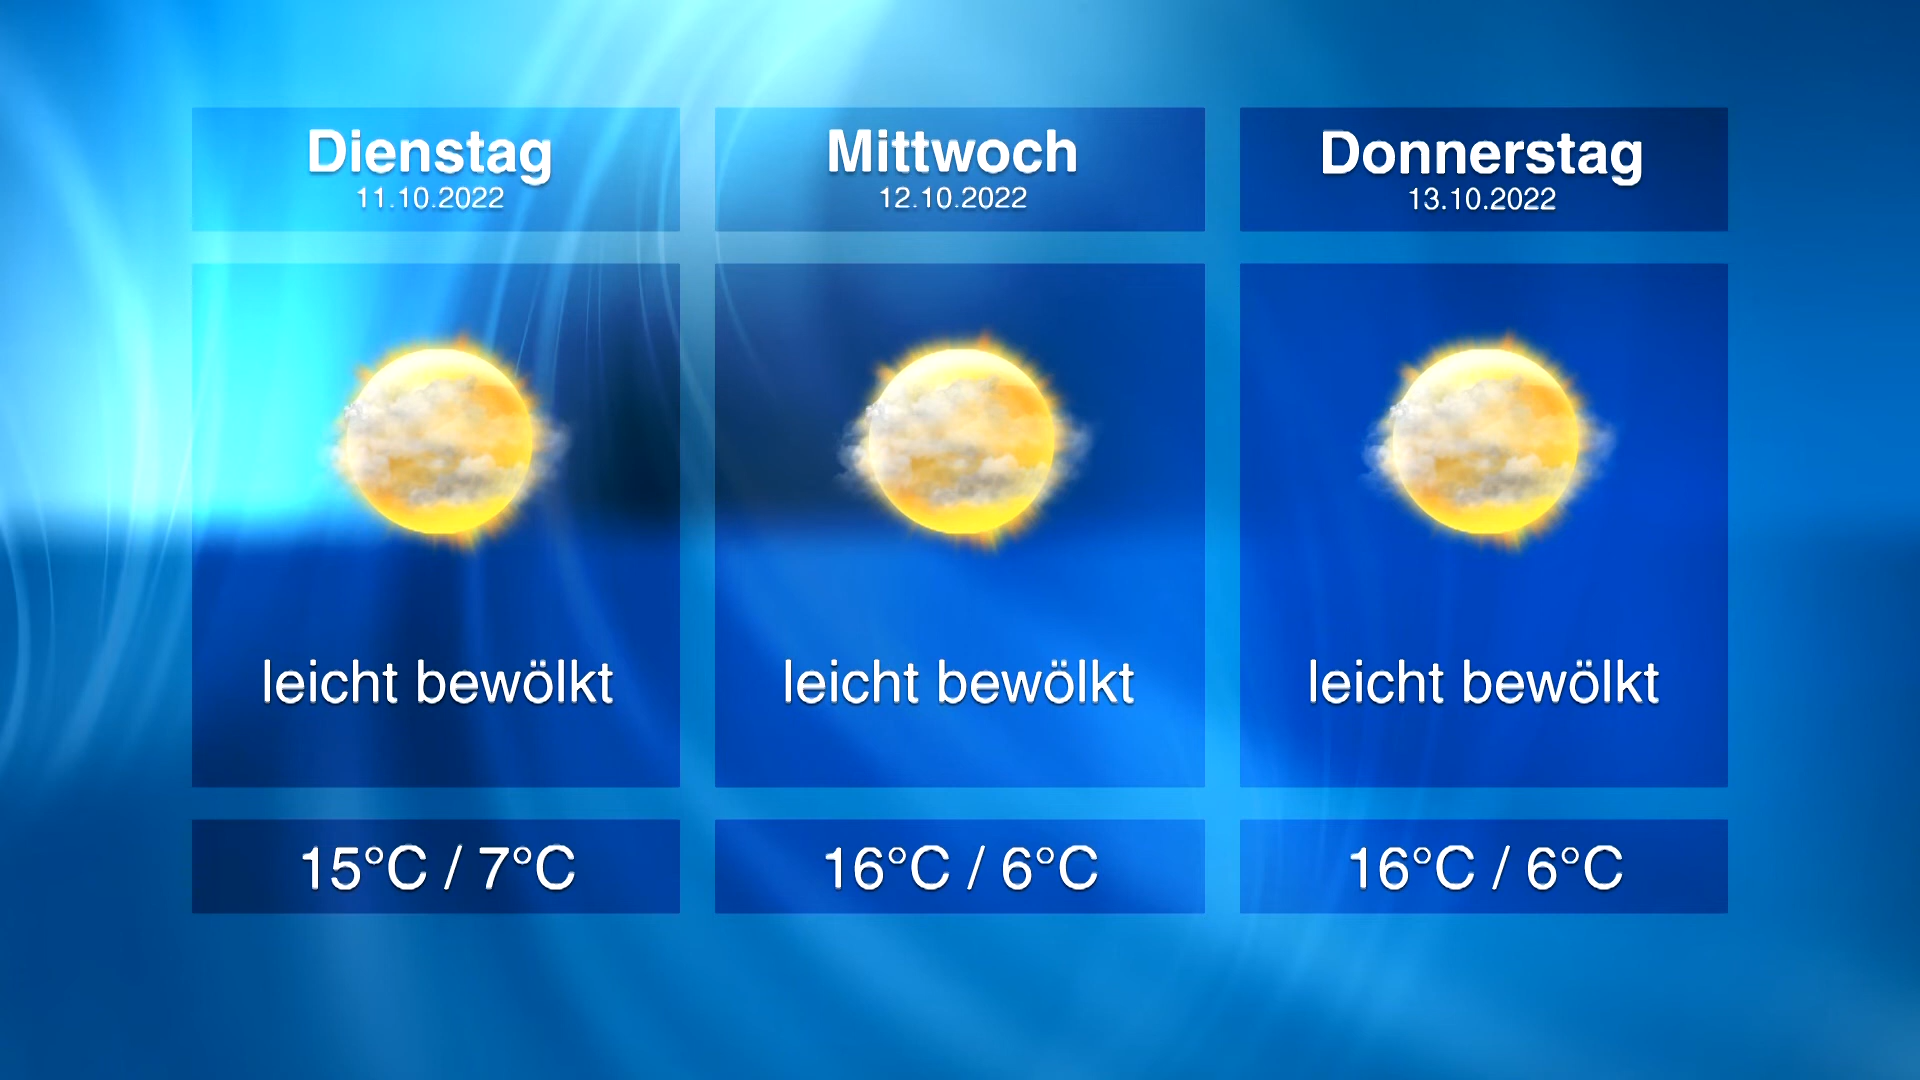 Dienstag
11.10.2022
leicht bewölkt
15°C / 7°C
Mittwoch
12.10.2022
leicht bewölkt
16°C / 6°C
Donnerstag
13.10.2022
leicht bewölkt
16°C / 6°C